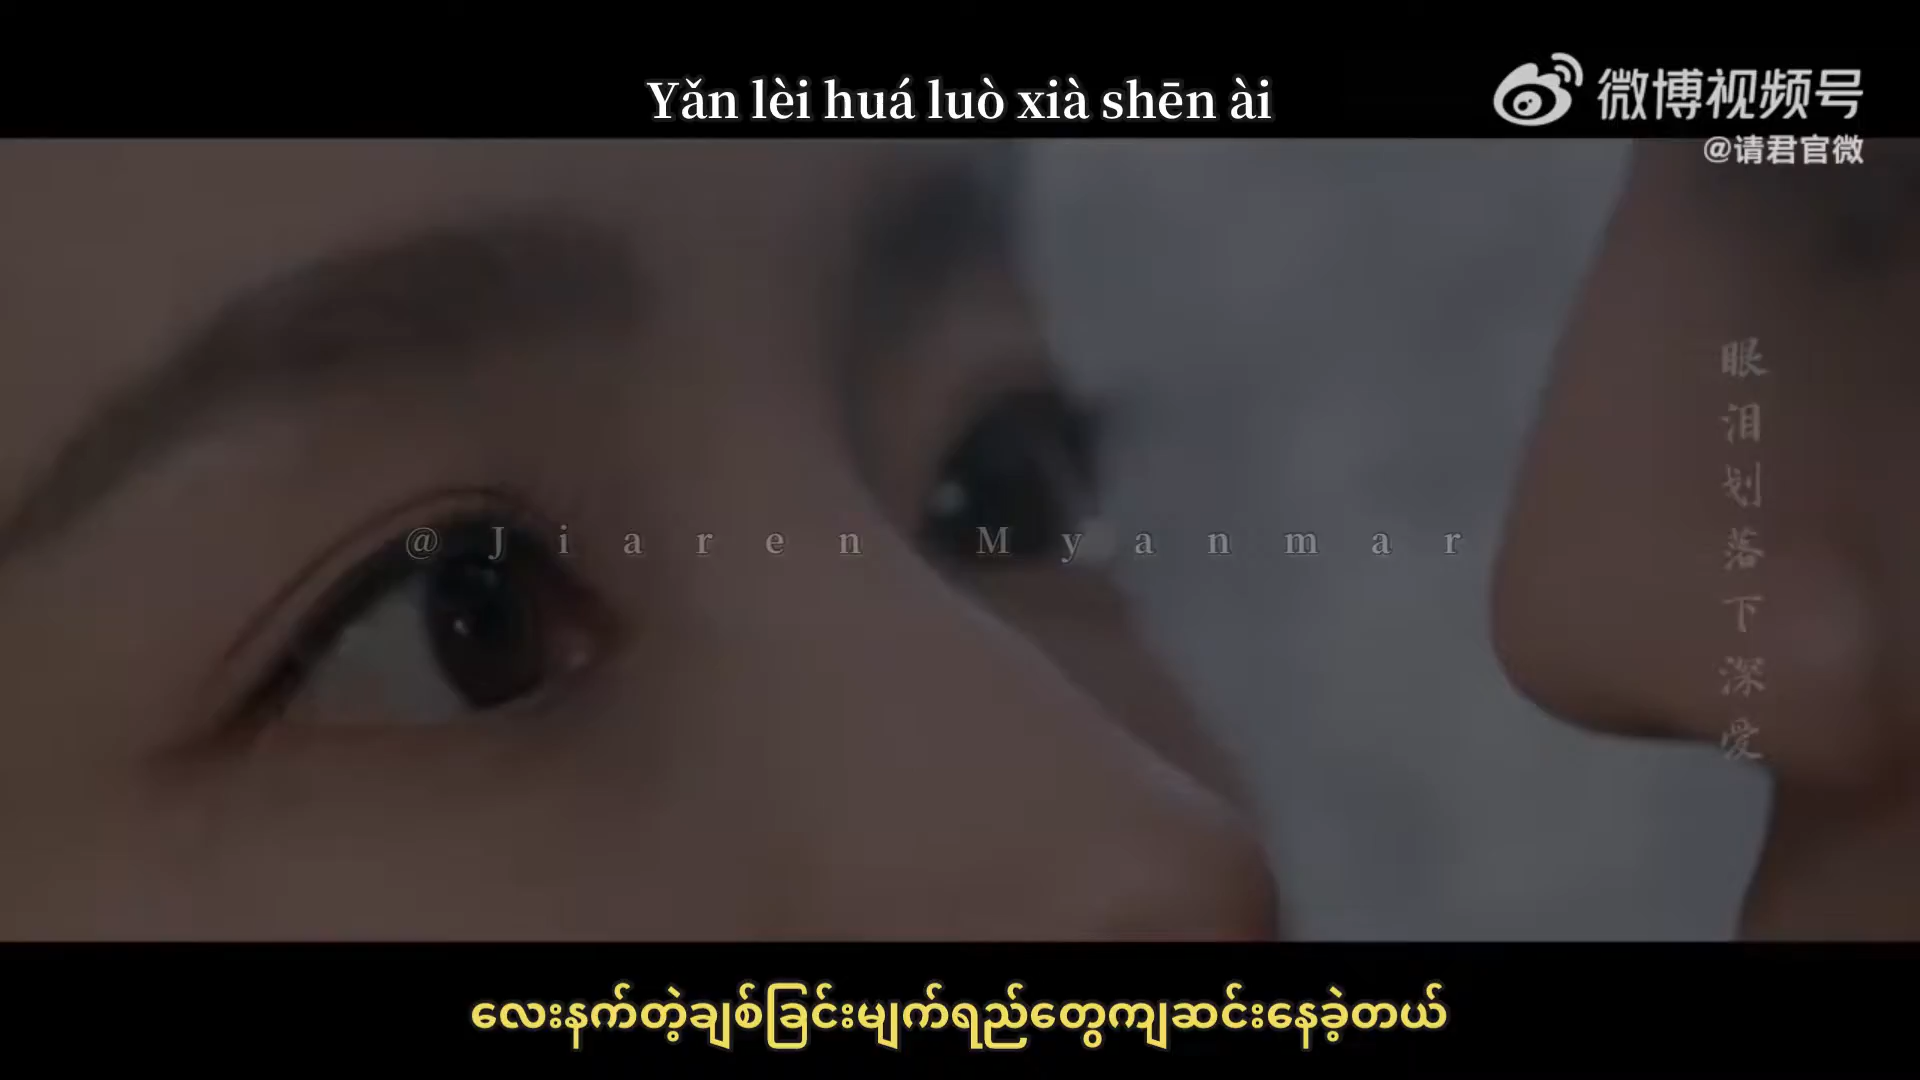 Yǎn lèi huá luò xià shēn ài
微博视频号
@请君官微
眼泪划落下深爱
@Jiaren Myanmar
လေးနက်တဲ့ချစ်ခြင်းမျက်ရည်တွေကျဆင်းနေခဲ့တယ်